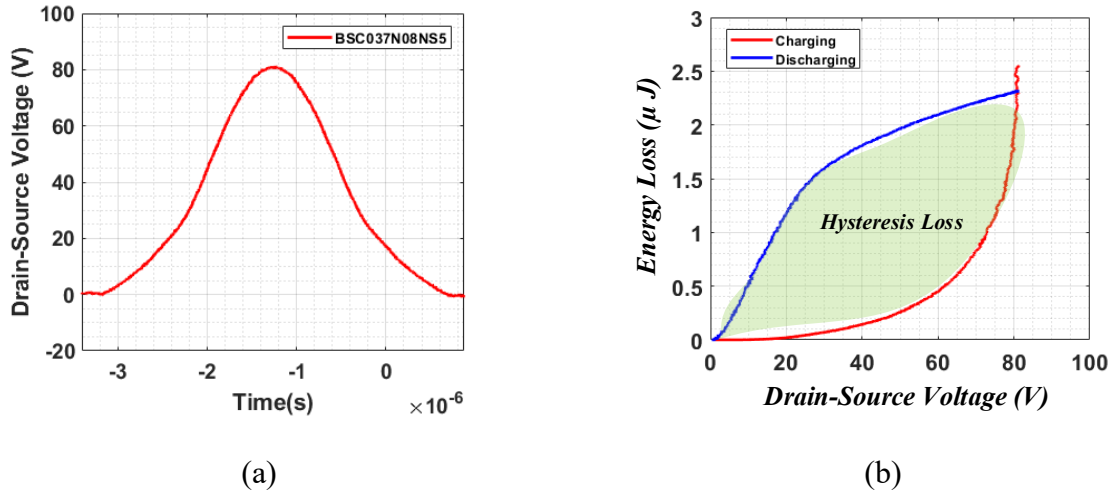 100
80
60
40
20
0
-20
Drain-Source Voltage (V)
BSC037N08NS5
-3
-2
-1
0
Time(s)
×10⁻⁶
(a)
3
2.5
2
1.5
1
0.5
0
Energy Loss (μ J)
Charging
Discharging
Hysteresis Loss
0
20
40
60
80
100
Drain-Source Voltage (V)
(b)